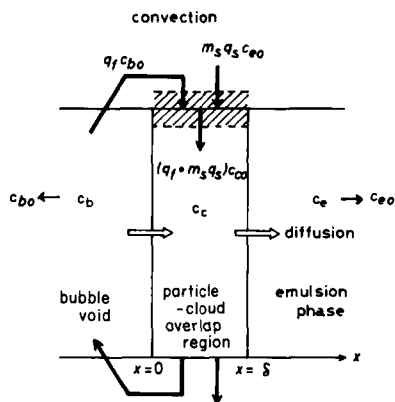 convection
q_f c_bo
m_s q_s c_eo
(q_f + m_s q_s)c_co
c_bo ← c_b
c_c
c_e → c_eo
diffusion
bubble void
particle -cloud overlap region
emulsion phase
x = 0
x = δ
x